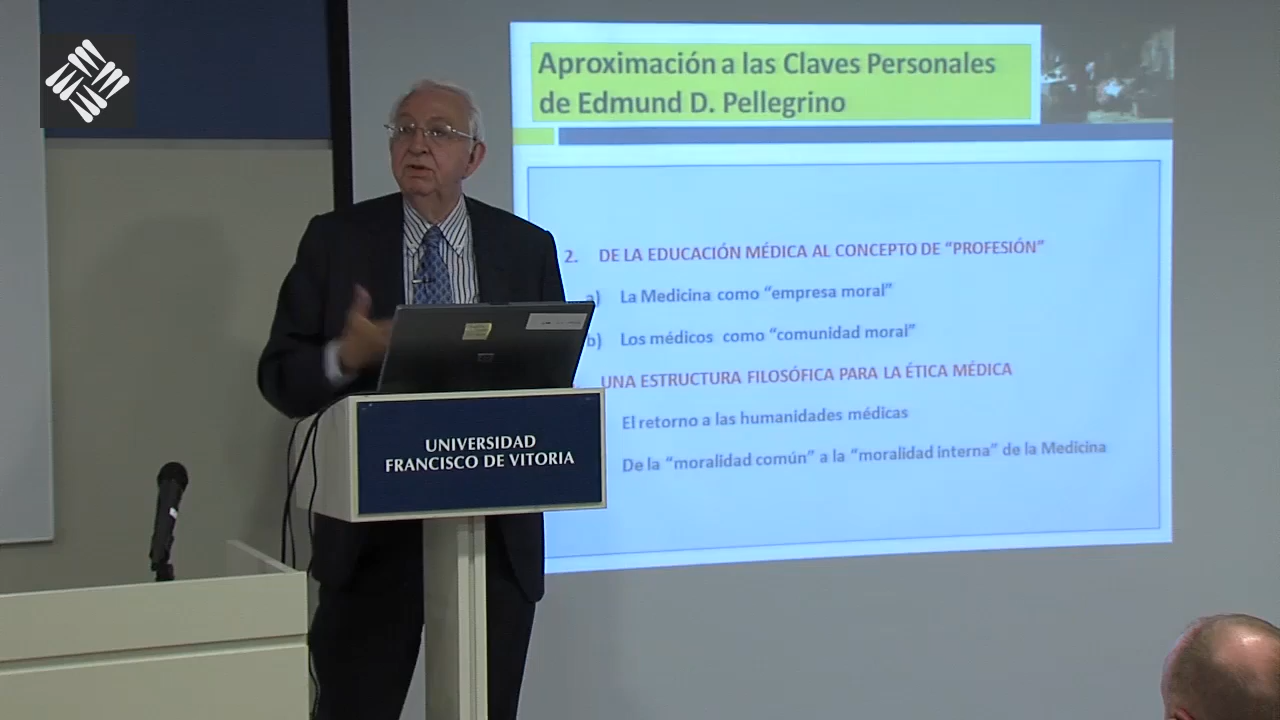 Aproximación a las Claves Personales
de Edmund D. Pellegrino
2. DE LA EDUCACIÓN MÉDICA AL CONCEPTO DE “PROFESIÓN”
a) La Medicina como “empresa moral”
b) Los médicos como “comunidad moral”
UNA ESTRUCTURA FILOSÓFICA PARA LA ÉTICA MÉDICA
El retorno a las humanidades médicas
De la “moralidad común” a la “moralidad interna” de la Medicina
UNIVERSIDAD
FRANCISCO DE VITORIA